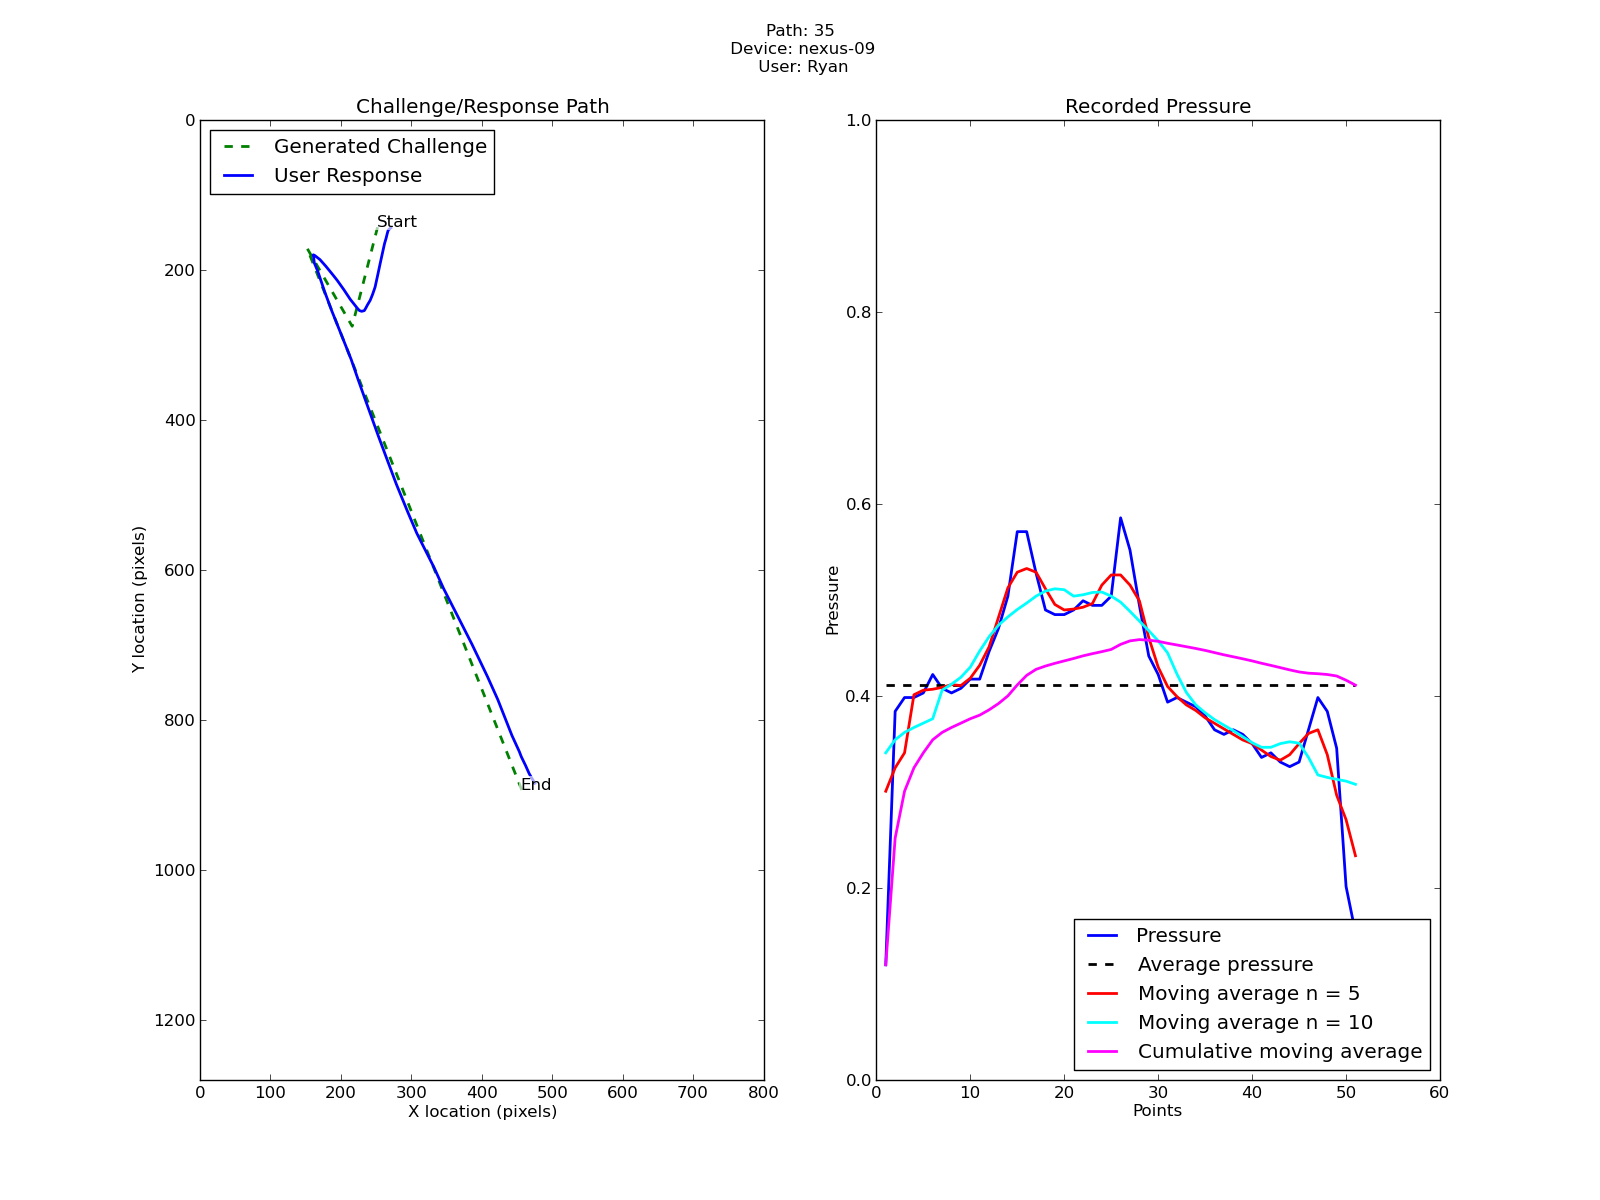 Path: 35
Device: nexus-09
User: Ryan
Challenge/Response Path
Generated Challenge
User Response
Start
End
0
200
400
600
800
1000
1200
Y location (pixels)
0 100 200 300 400 500 600 700 800
X location (pixels)
Recorded Pressure
1.0
0.8
0.6
0.4
0.2
0.0
Pressure
Pressure
Average pressure
Moving average n = 5
Moving average n = 10
Cumulative moving average
0 10 20 30 40 50 60
Points